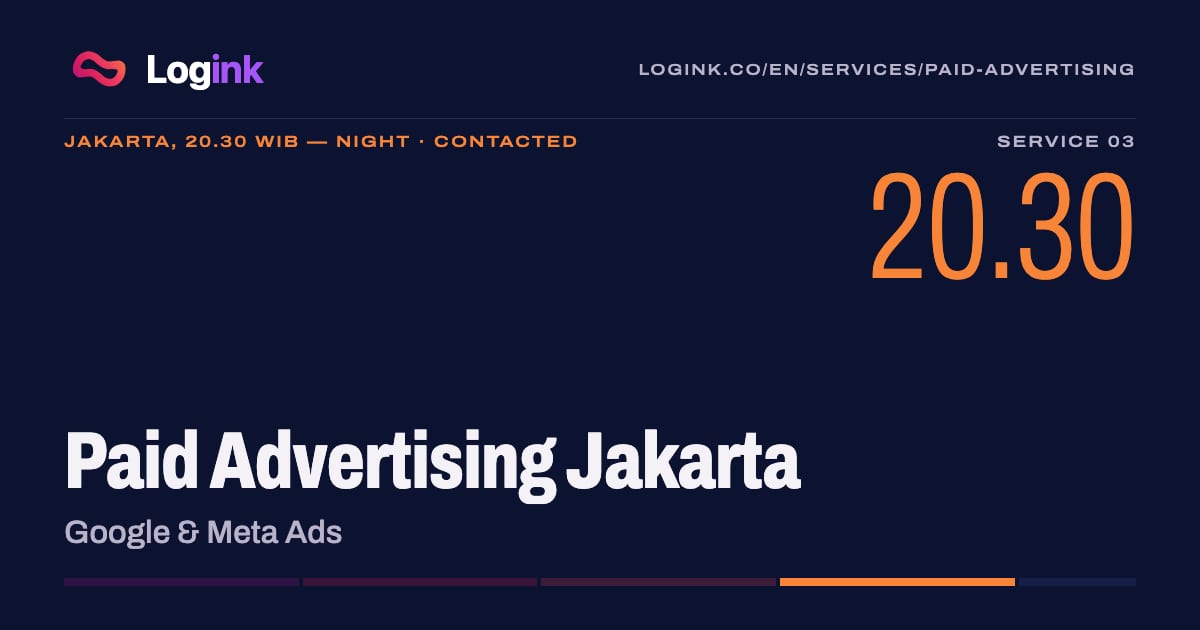 Logink
LOGINK.CO/EN/SERVICES/PAID-ADVERTISING
JAKARTA, 20.30 WIB — NIGHT · CONTACTED
SERVICE 03
20.30
Paid Advertising Jakarta
Google & Meta Ads